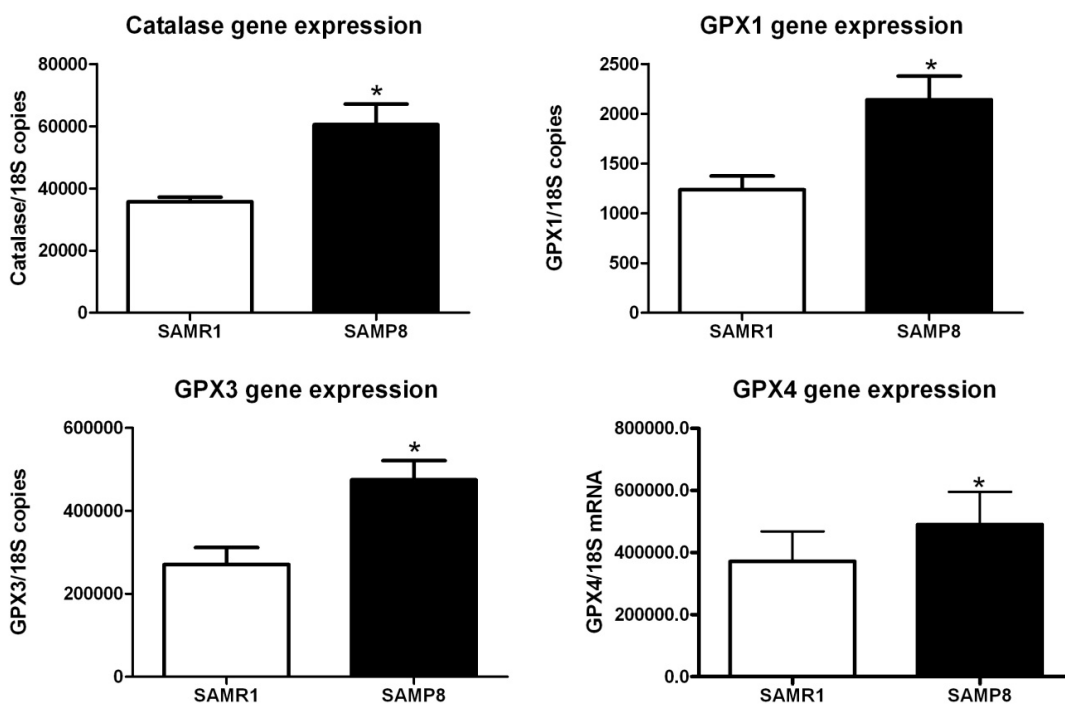 Catalase gene expression
Catalase/18S copies
80000
60000
40000
20000
0
*
SAMR1 SAMP8
GPX1 gene expression
GPX1/18S copies
2500
2000
1500
1000
500
0
*
SAMR1 SAMP8
GPX3 gene expression
GPX3/18S copies
600000
400000
200000
0
*
SAMR1 SAMP8
GPX4 gene expression
GPX4/18S mRNA
800000.0
600000.0
400000.0
200000.0
0.0
*
SAMR1 SAMP8